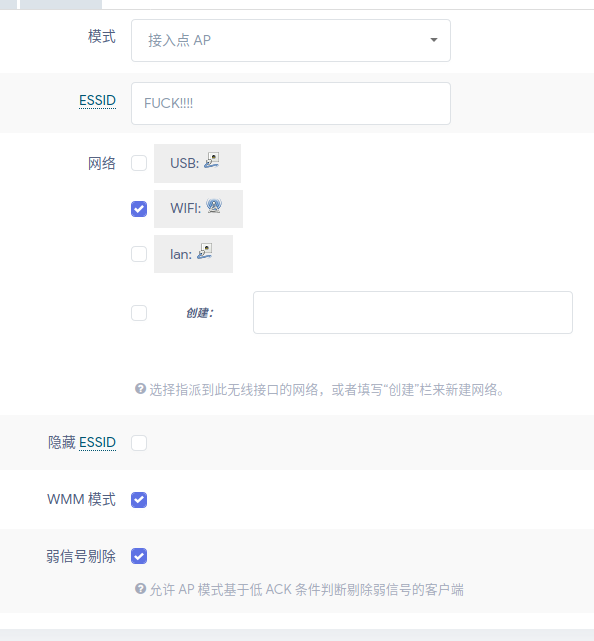 模式
接入点 AP
ESSID
FUCK!!!!
网络
USB:
WIFI:
lan:
创建：
选择指派到此无线接口的网络，或者填写“创建”栏来新建网络。
隐藏 ESSID
WMM 模式
弱信号剔除
允许 AP 模式基于低 ACK 条件判断剔除弱信号的客户端